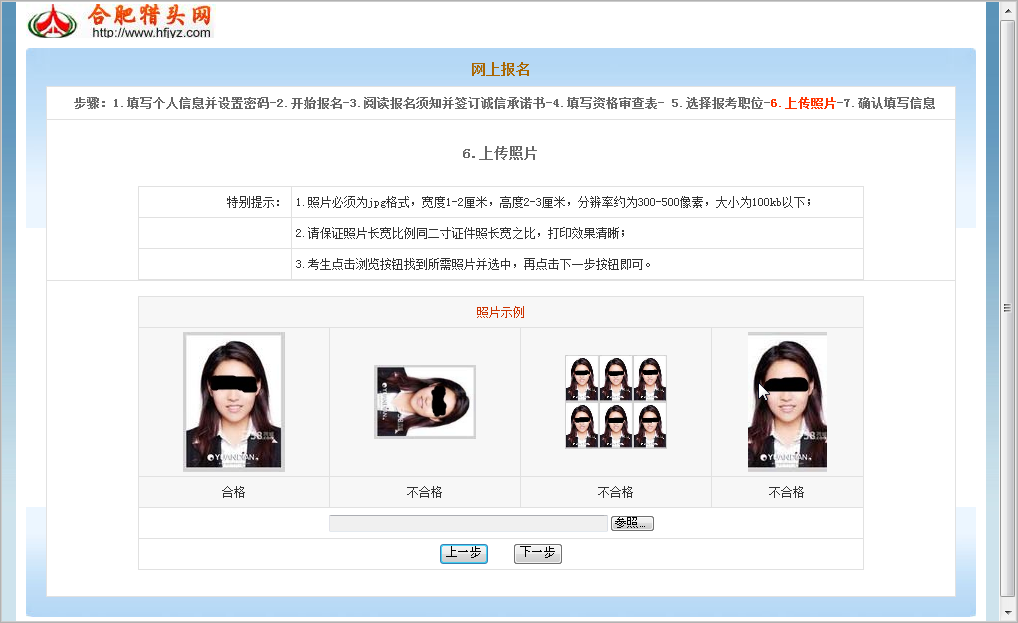 合肥猎头网
http://www.hfjyz.com
网上报名
步骤：1.填写个人信息并设置密码-2.开始报名-3.阅读报名须知并签订诚信承诺书-4.填写资格审查表- 5.选择报考职位-6.上传照片-7.确认填写信息
6.上传照片
特别提示： 1.照片必须为jpg格式，宽度1-2厘米，高度2-3厘米，分辨率约为300-500像素，大小为100kb以下；
2.请保证照片长宽比例同二寸证件照长宽之比，打印效果清晰；
3.考生点击浏览按钮找到所需照片并选中，再点击下一步按钮即可。
照片示例
YUANDIAN.
YUANDIAN.
合格 不合格 不合格 不合格
参照...
上一步 下一步